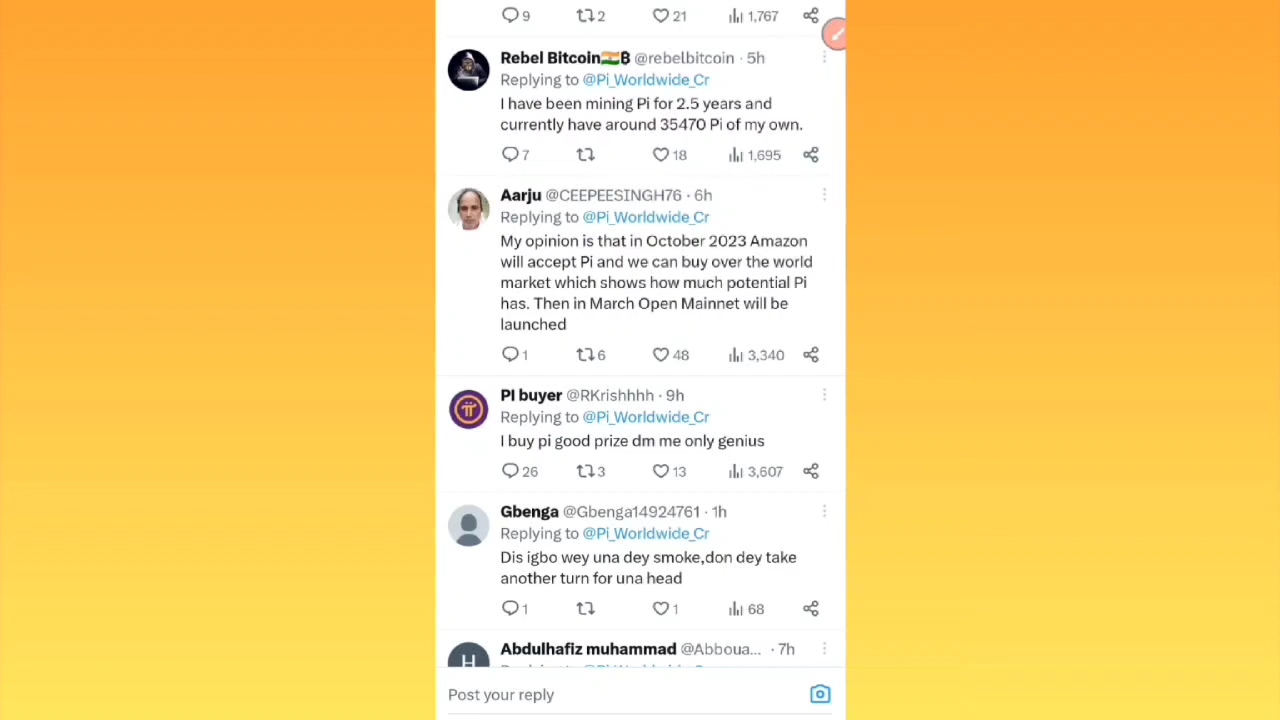 9 2 21 1,767
Rebel Bitcoin🇮🇳₿ @rebelbitcoin · 5h
Replying to @Pi_Worldwide_Cr
I have been mining Pi for 2.5 years and
currently have around 35470 Pi of my own.
7 18 1,695
Aarju @CEEPEESINGH76 · 6h
Replying to @Pi_Worldwide_Cr
My opinion is that in October 2023 Amazon
will accept Pi and we can buy over the world
market which shows how much potential Pi
has. Then in March Open Mainnet will be
launched
1 6 48 3,340
PI buyer @RKrishhhh · 9h
Replying to @Pi_Worldwide_Cr
I buy pi good prize dm me only genius
26 3 13 3,607
Gbenga @Gbenga14924761 · 1h
Replying to @Pi_Worldwide_Cr
Dis igbo wey una dey smoke,don dey take
another turn for una head
1 1 68
H
Abdulhafiz muhammad @Abboua... · 7h
Post your reply